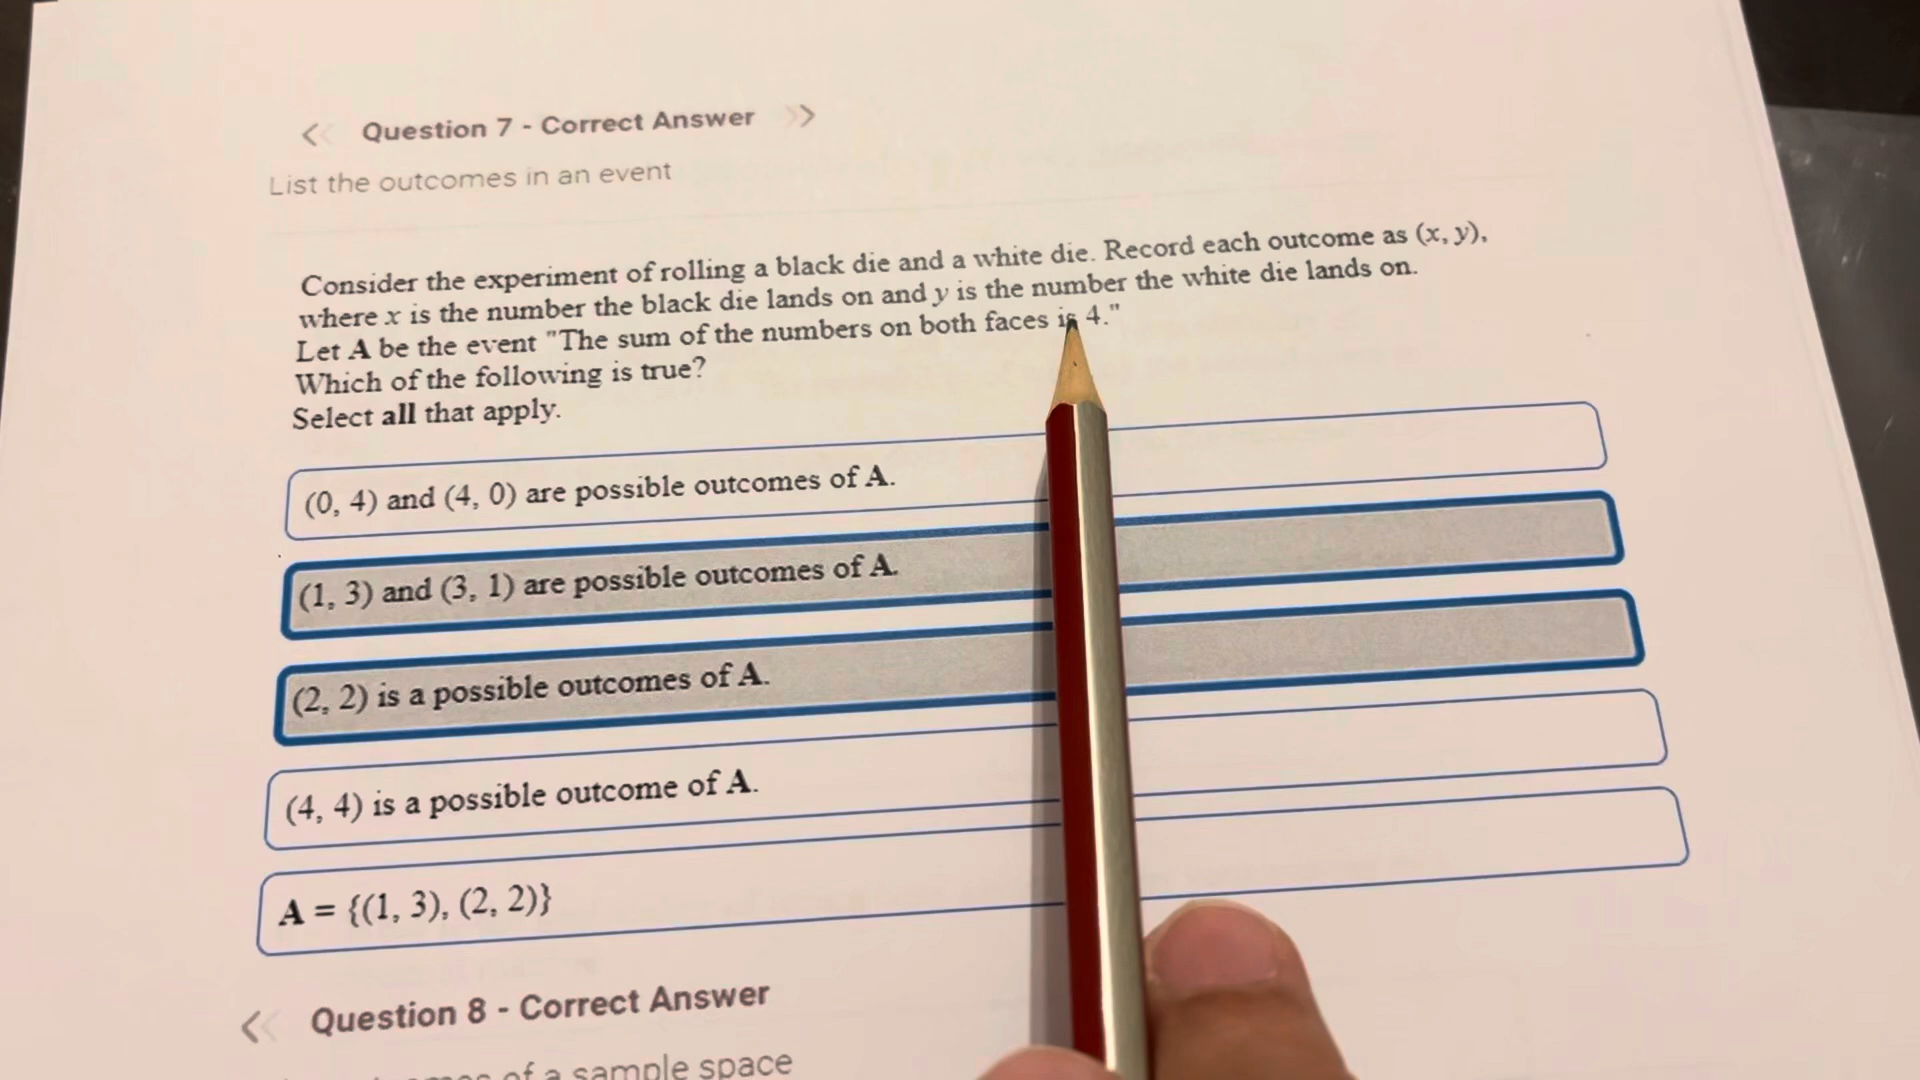 Question 7 - Correct Answer
List the outcomes in an event
Consider the experiment of rolling a black die and a white die. Record each outcome as (x, y),
where x is the number the black die lands on and y is the number the white die lands on.
Let A be the event "The sum of the numbers on both faces is 4."
Which of the following is true?
Select all that apply.
(0, 4) and (4, 0) are possible outcomes of A.
(1, 3) and (3, 1) are possible outcomes of A.
(2, 2) is a possible outcomes of A.
(4, 4) is a possible outcome of A.
A = {(1, 3), (2, 2)}
Question 8 - Correct Answer
of a sample space